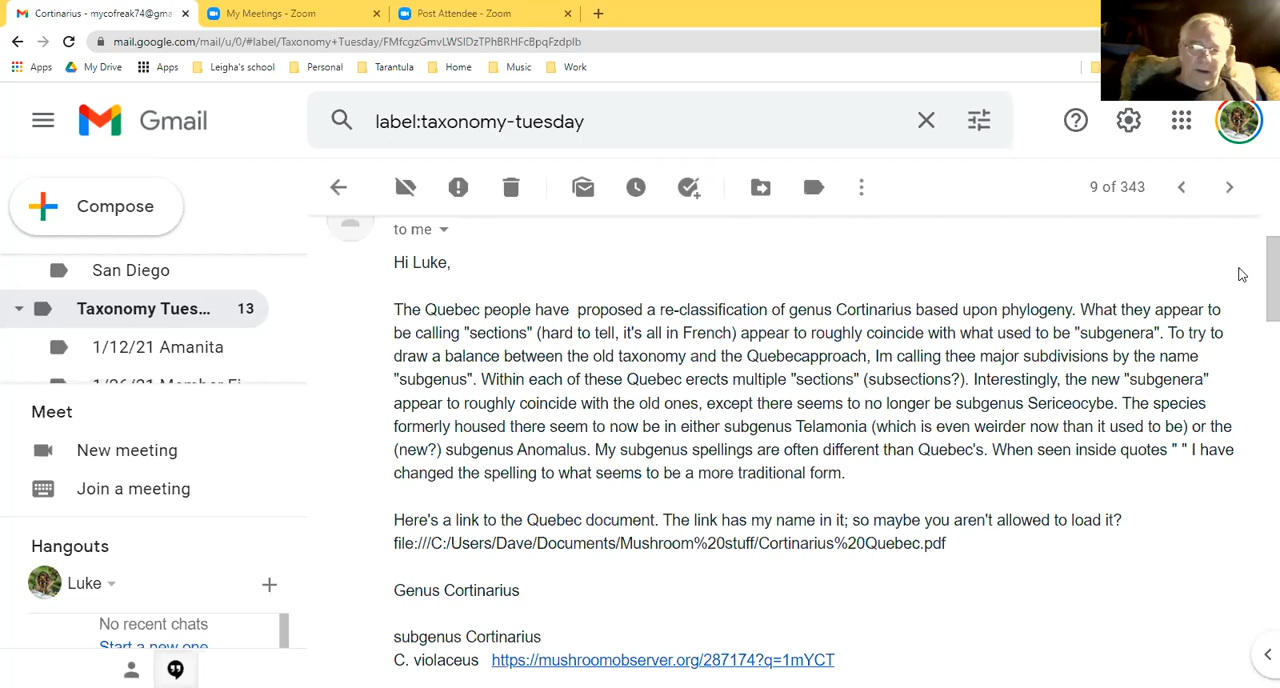 Cortinarius - mycofreak74@gma
My Meetings - Zoom
Post Attendee - Zoom
mail.google.com/mail/u/0/#label/Taxonomy+Tuesday/FMfcgzGmvLWSlDzTPhBRHFcBpqFzdplb
Apps My Drive Apps Leigha's school Personal Tarantula Home Music Work
Gmail
label:taxonomy-tuesday
Compose
9 of 343
San Diego
Taxonomy Tues... 13
1/12/21 Amanita
Meet
New meeting
Join a meeting
Hangouts
Luke
No recent chats
Start a new one
to me
Hi Luke,
The Quebec people have proposed a re-classification of genus Cortinarius based upon phylogeny. What they appear to
be calling "sections" (hard to tell, it's all in French) appear to roughly coincide with what used to be "subgenera". To try to
draw a balance between the old taxonomy and the Quebecapproach, Im calling thee major subdivisions by the name
"subgenus". Within each of these Quebec erects multiple "sections" (subsections?). Interestingly, the new "subgenera"
appear to roughly coincide with the old ones, except there seems to no longer be subgenus Sericeocybe. The species
formerly housed there seem to now be in either subgenus Telamonia (which is even weirder now than it used to be) or the
(new?) subgenus Anomalus. My subgenus spellings are often different than Quebec's. When seen inside quotes " " I have
changed the spelling to what seems to be a more traditional form.
Here's a link to the Quebec document. The link has my name in it; so maybe you aren't allowed to load it?
file:///C:/Users/Dave/Documents/Mushroom%20stuff/Cortinarius%20Quebec.pdf
Genus Cortinarius
subgenus Cortinarius
C. violaceus https://mushroomobserver.org/287174?q=1mYCT